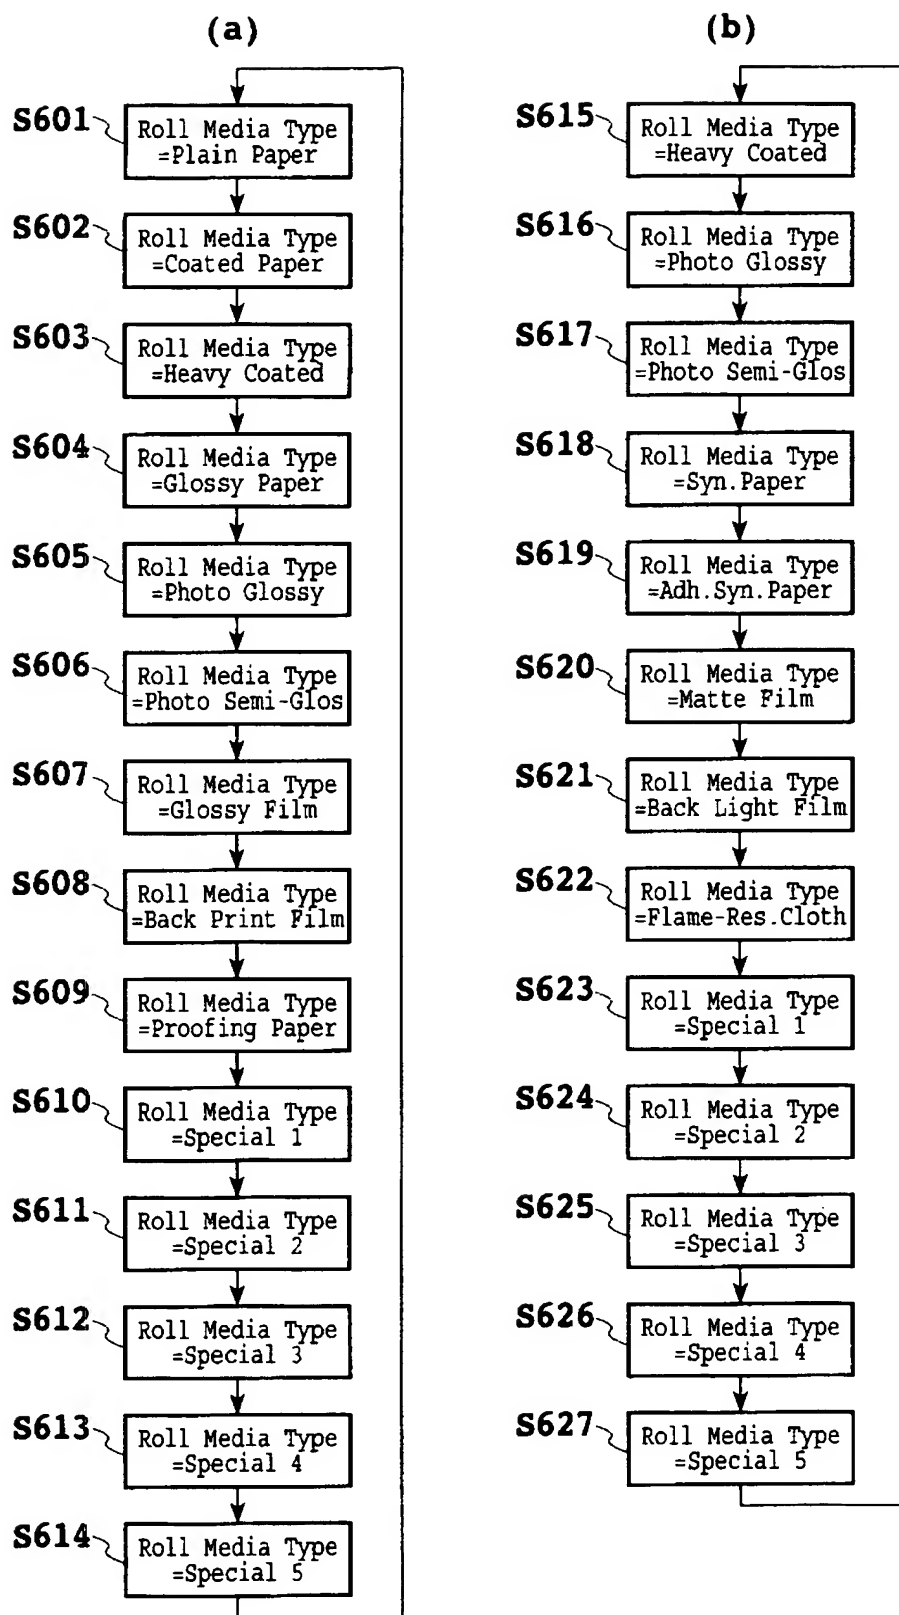 (a)
S601
Roll Media Type
=Plain Paper
S602
Roll Media Type
=Coated Paper
S603
Roll Media Type
=Heavy Coated
S604
Roll Media Type
=Glossy Paper
S605
Roll Media Type
=Photo Glossy
S606
Roll Media Type
=Photo Semi-Glos
S607
Roll Media Type
=Glossy Film
S608
Roll Media Type
=Back Print Film
S609
Roll Media Type
=Proofing Paper
S610
Roll Media Type
=Special 1
S611
Roll Media Type
=Special 2
S612
Roll Media Type
=Special 3
S613
Roll Media Type
=Special 4
S614
Roll Media Type
=Special 5
(b)
S615
Roll Media Type
=Heavy Coated
S616
Roll Media Type
=Photo Glossy
S617
Roll Media Type
=Photo Semi-Glos
S618
Roll Media Type
=Syn.Paper
S619
Roll Media Type
=Adh.Syn.Paper
S620
Roll Media Type
=Matte Film
S621
Roll Media Type
=Back Light Film
S622
Roll Media Type
=Flame-Res.Cloth
S623
Roll Media Type
=Special 1
S624
Roll Media Type
=Special 2
S625
Roll Media Type
=Special 3
S626
Roll Media Type
=Special 4
S627
Roll Media Type
=Special 5